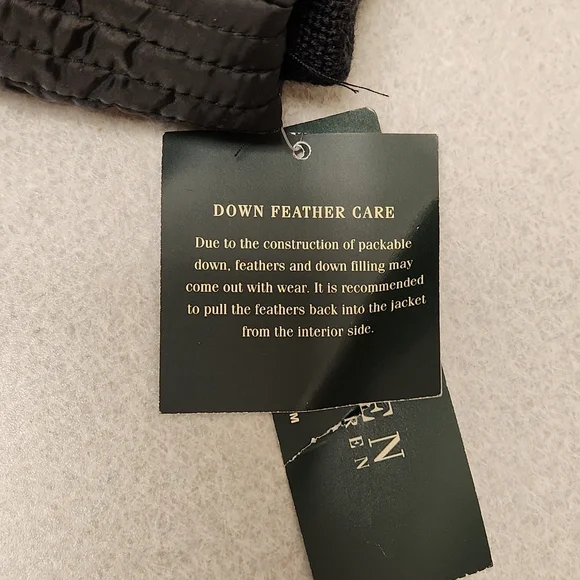 DOWN FEATHER CARE
Due to the construction of packable
down, feathers and down filling may
come out with wear. It is recommended
to pull the feathers back into the jacket
from the interior side.